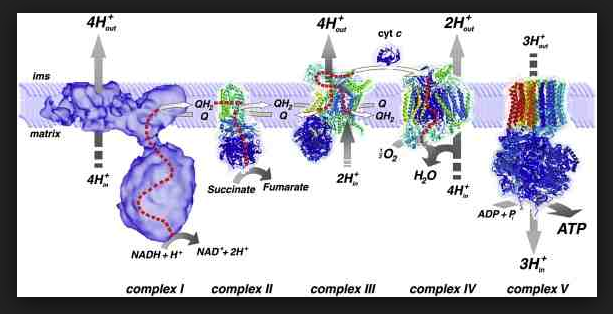 4H⁺out
4H⁺out
cyt c
2H⁺out
3H⁺out
ims
matrix
QH₂
Q
QH₂
Q
Q
QH₂
½O₂
H₂O
4H⁺in
2H⁺in
4H⁺in
Succinate
Fumarate
ADP + Pᵢ
ATP
NADH + H⁺
NAD⁺+ 2H⁺
3H⁺in
complex I
complex II
complex III
complex IV
complex V